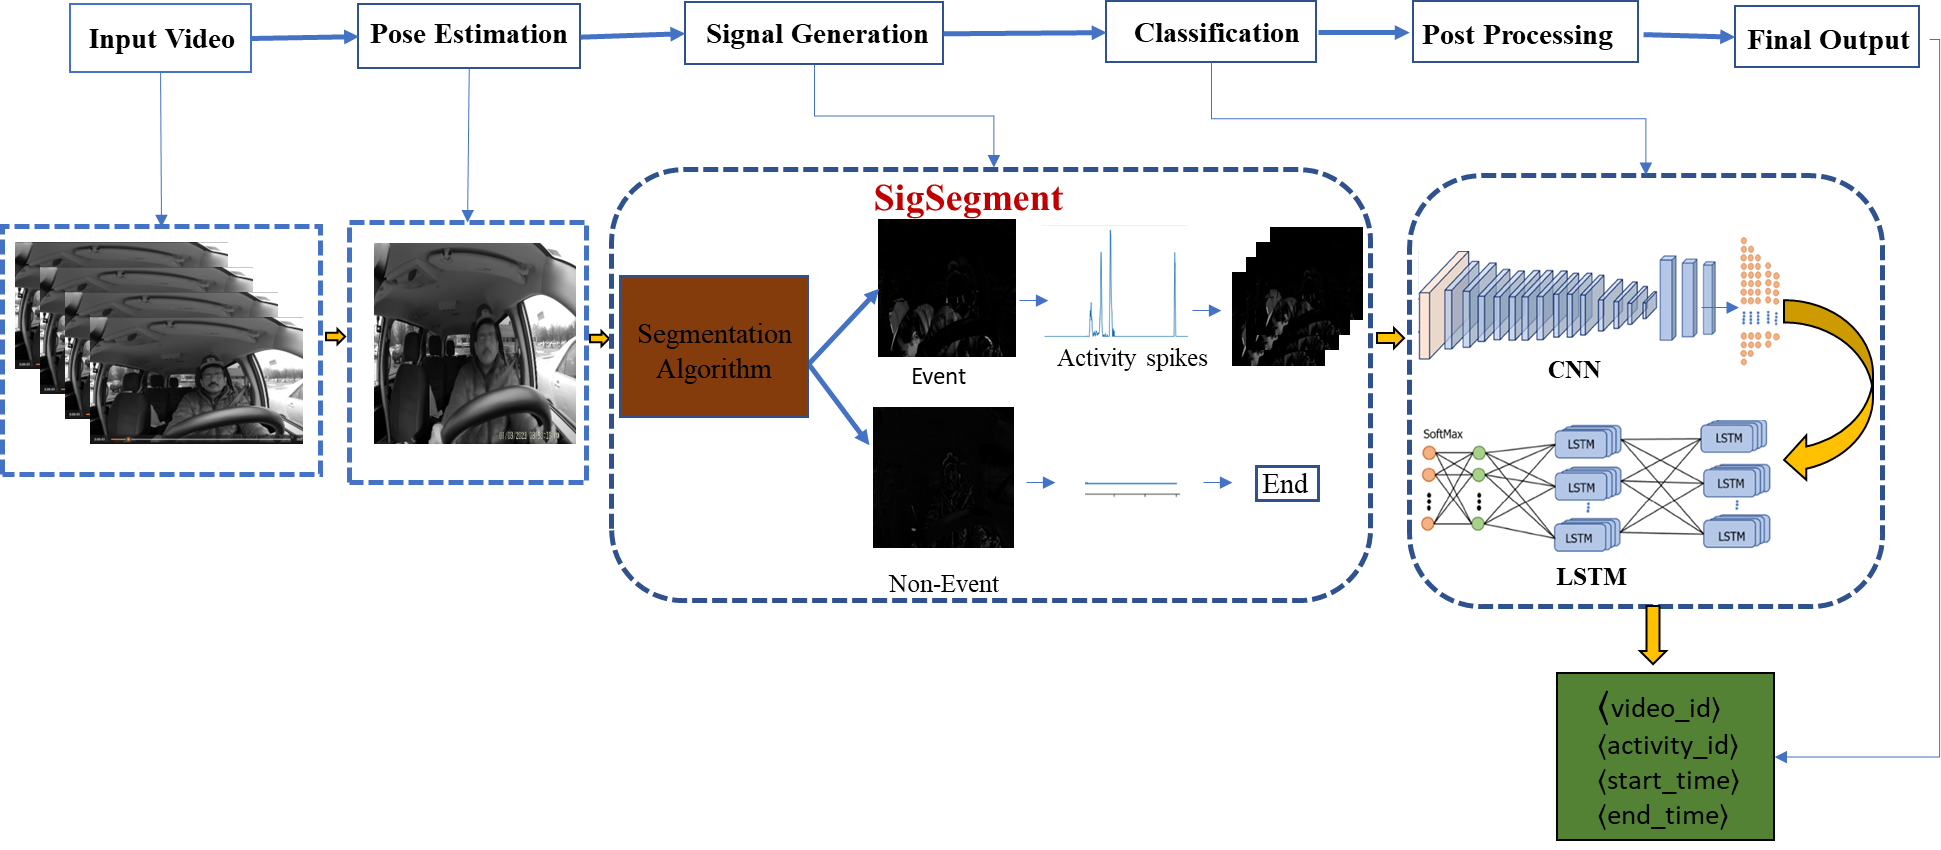 Input Video
Pose Estimation
Signal Generation
Classification
Post Processing
Final Output
SigSegment
Segmentation
Algorithm
Event
Activity spikes
Non-Event
End
CNN
SoftMax
LSTM
LSTM
LSTM
LSTM
LSTM
LSTM
LSTM
⟨video_id⟩
⟨activity_id⟩
⟨start_time⟩
⟨end_time⟩